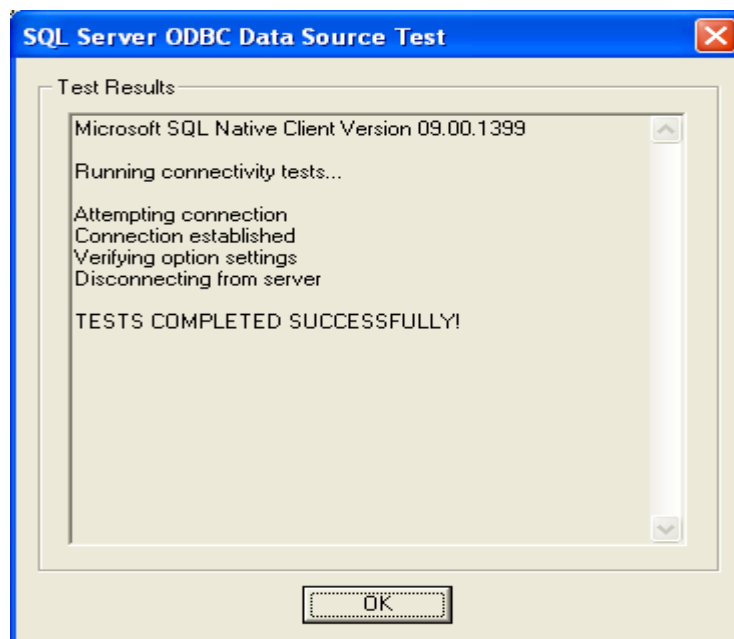 SQL Server ODBC Data Source Test
Test Results
Microsoft SQL Native Client Version 09.00.1399
Running connectivity tests...
Attempting connection
Connection established
Verifying option settings
Disconnecting from server
TESTS COMPLETED SUCCESSFULLY!
OK